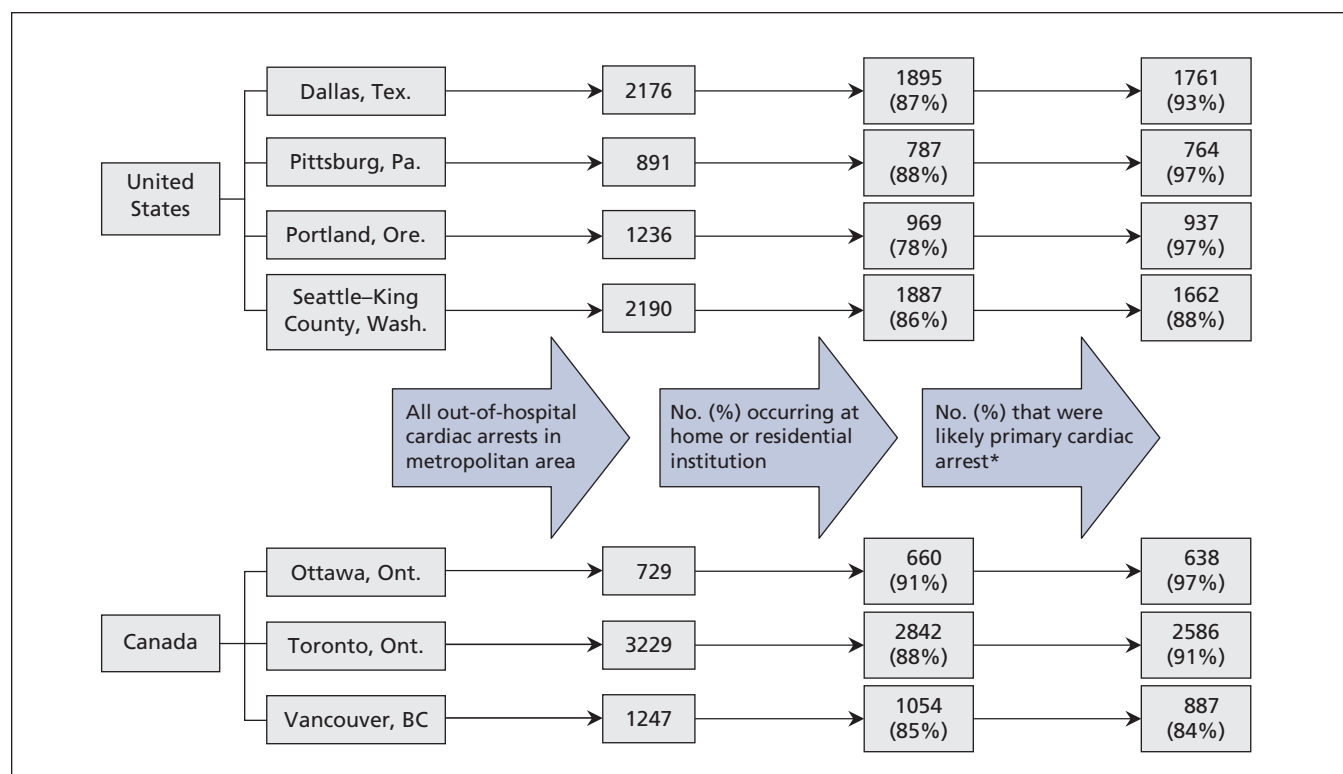 Dallas, Tex.
2176
1895
(87%)
1761
(93%)
United
States
Pittsburg, Pa.
891
787
(88%)
764
(97%)
Portland, Ore.
1236
969
(78%)
937
(97%)
Seattle–King
County, Wash.
2190
1887
(86%)
1662
(88%)
All out-of-hospital
cardiac arrests in
metropolitan area
No. (%) occurring at
home or residential
institution
No. (%) that were
likely primary cardiac
arrest*
Ottawa, Ont.
729
660
(91%)
638
(97%)
Canada
Toronto, Ont.
3229
2842
(88%)
2586
(91%)
Vancouver, BC
1247
1054
(85%)
887
(84%)